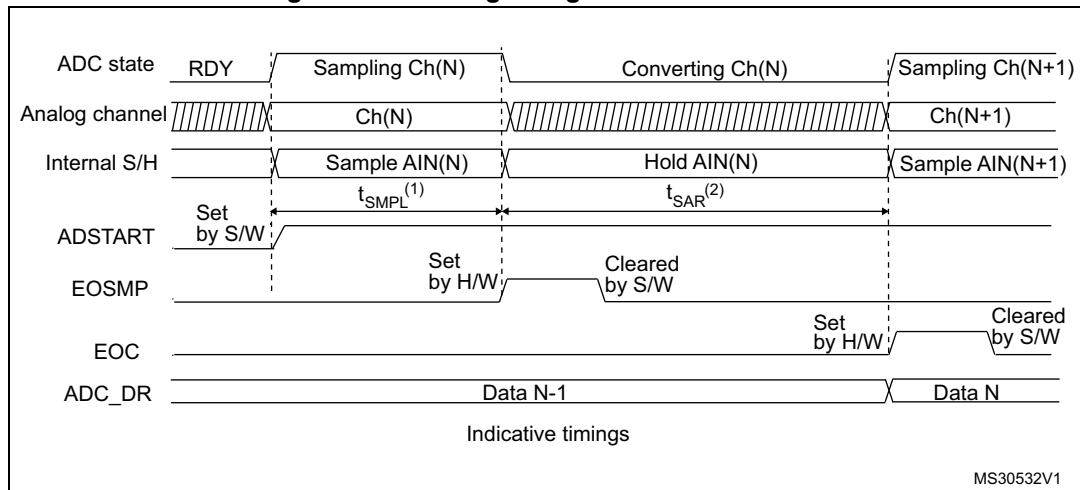 ADC state RDY Sampling Ch(N) Converting Ch(N) Sampling Ch(N+1)
Analog channel Ch(N) Ch(N+1)
Internal S/H Sample AIN(N) Hold AIN(N) Sample AIN(N+1)
tSMPL(1) tSAR(2)
Set
by S/W
ADSTART
Set
by H/W
Cleared
by S/W
EOSMP
Set
by H/W
Cleared
by S/W
EOC
ADC_DR Data N-1 Data N
Indicative timings
MS30532V1